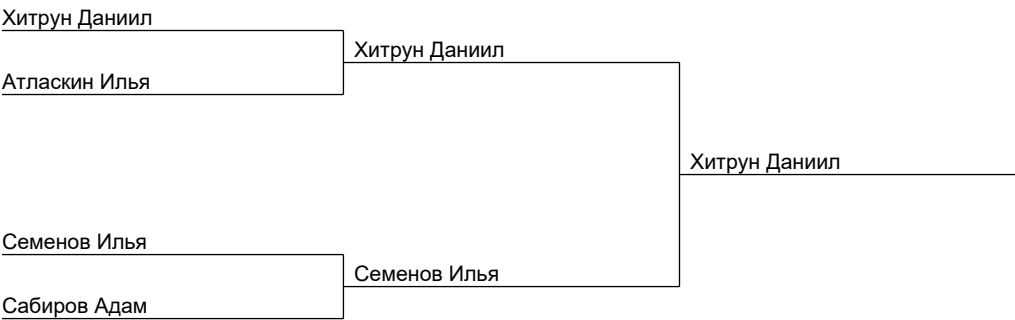 Хитрун Даниил
Хитрун Даниил
Атласкин Илья
Хитрун Даниил
Семенов Илья
Семенов Илья
Сабиров Адам